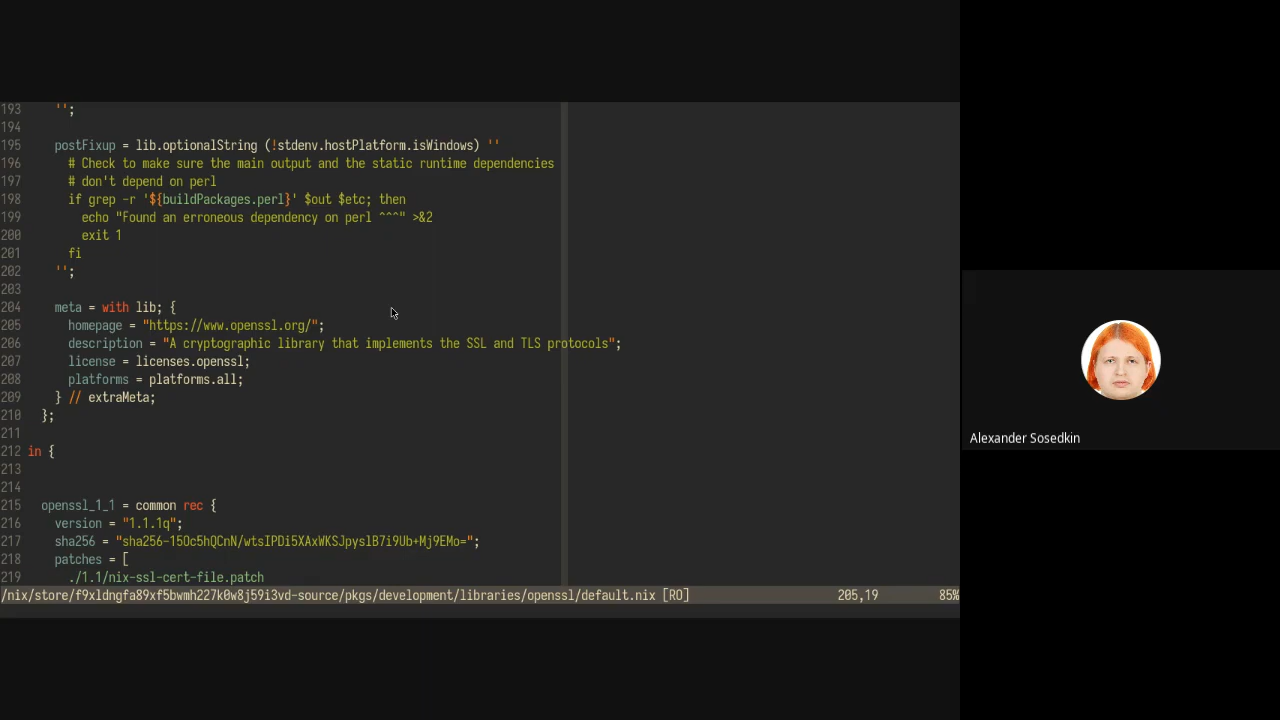 193     '';
194
195     postFixup = lib.optionalString (!stdenv.hostPlatform.isWindows) ''
196       # Check to make sure the main output and the static runtime dependencies
197       # don't depend on perl
198       if grep -r '${buildPackages.perl}' $out $etc; then
199         echo "Found an erroneous dependency on perl ^^^" >&2
200         exit 1
201       fi
202     '';
203
204     meta = with lib; {
205       homepage = "https://www.openssl.org/";
206       description = "A cryptographic library that implements the SSL and TLS protocols";
207       license = licenses.openssl;
208       platforms = platforms.all;
209     } // extraMeta;
210   };
211
212 in {
213
214
215   openssl_1_1 = common rec {
216     version = "1.1.1q";
217     sha256 = "sha256-15Oc5hQCnN/wtsIPDi5XAxWKSJpyslB7i9Ub+Mj9EMo=";
218     patches = [
219       ./1.1/nix-ssl-cert-file.patch
/nix/store/f9xldngfa89xf5bwmh227k0w8j59i3vd-source/pkgs/development/libraries/openssl/default.nix [RO] 205,19 85%
Alexander Sosedkin